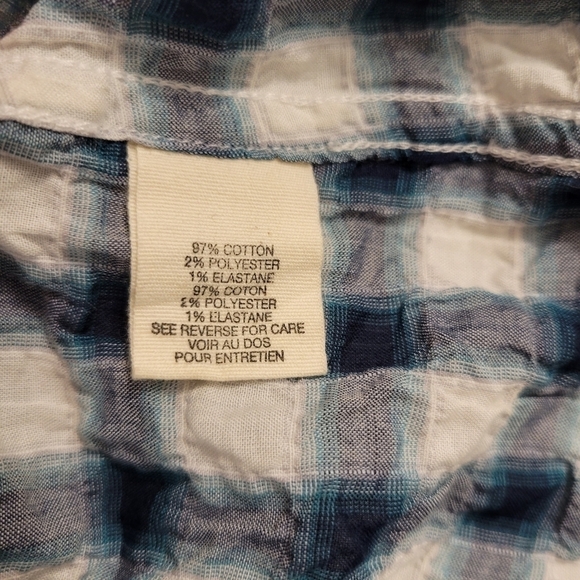 97% COTTON
2% POLYESTER
1% ELASTANE
97% COTON
2% POLYESTER
1% ELASTANE
SEE REVERSE FOR CARE
VOIR AU DOS
POUR ENTRETIEN